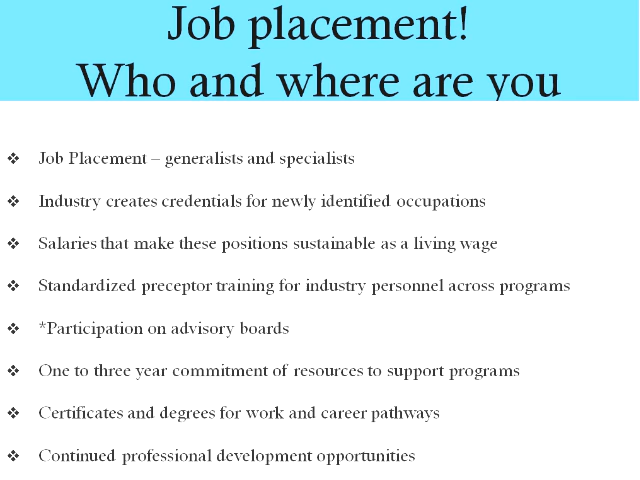 Job placement!
Who and where are you
❖ Job Placement – generalists and specialists
❖ Industry creates credentials for newly identified occupations
❖ Salaries that make these positions sustainable as a living wage
❖ Standardized preceptor training for industry personnel across programs
❖ *Participation on advisory boards
❖ One to three year commitment of resources to support programs
❖ Certificates and degrees for work and career pathways
❖ Continued professional development opportunities